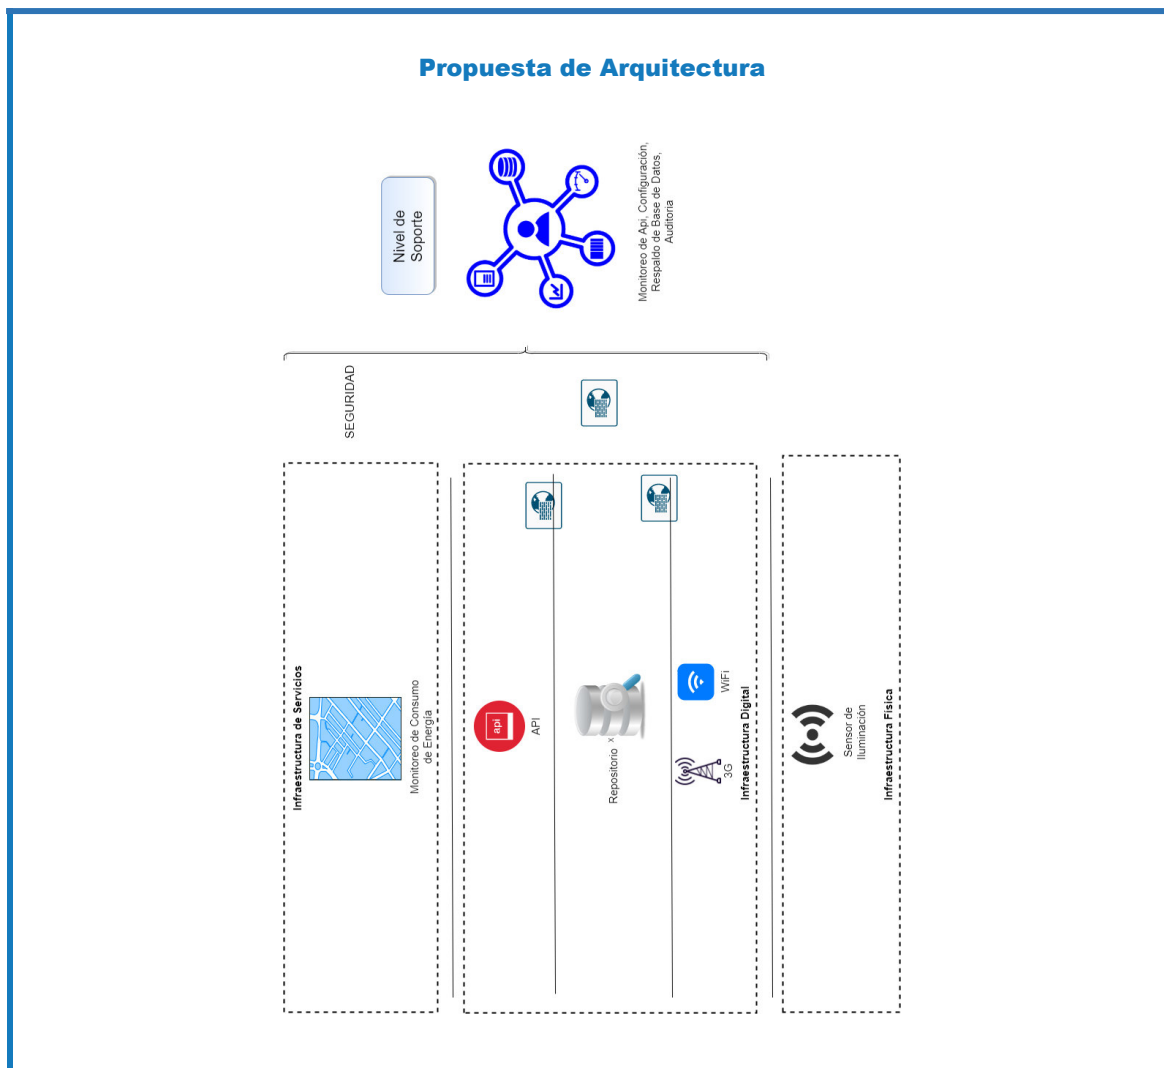 Propuesta de Arquitectura
Nivel de
Soporte
Monitoreo de Api, Configuración,
Respaldo de Base de Datos,
Auditoria
SEGURIDAD
Infraestructura de Servicios
Monitoreo de Consumo
de Energía
api
API
Repositorio
x
WiFi
3G
Infraestructura Digital
Sensor de
Iluminación
Infraestructura Física